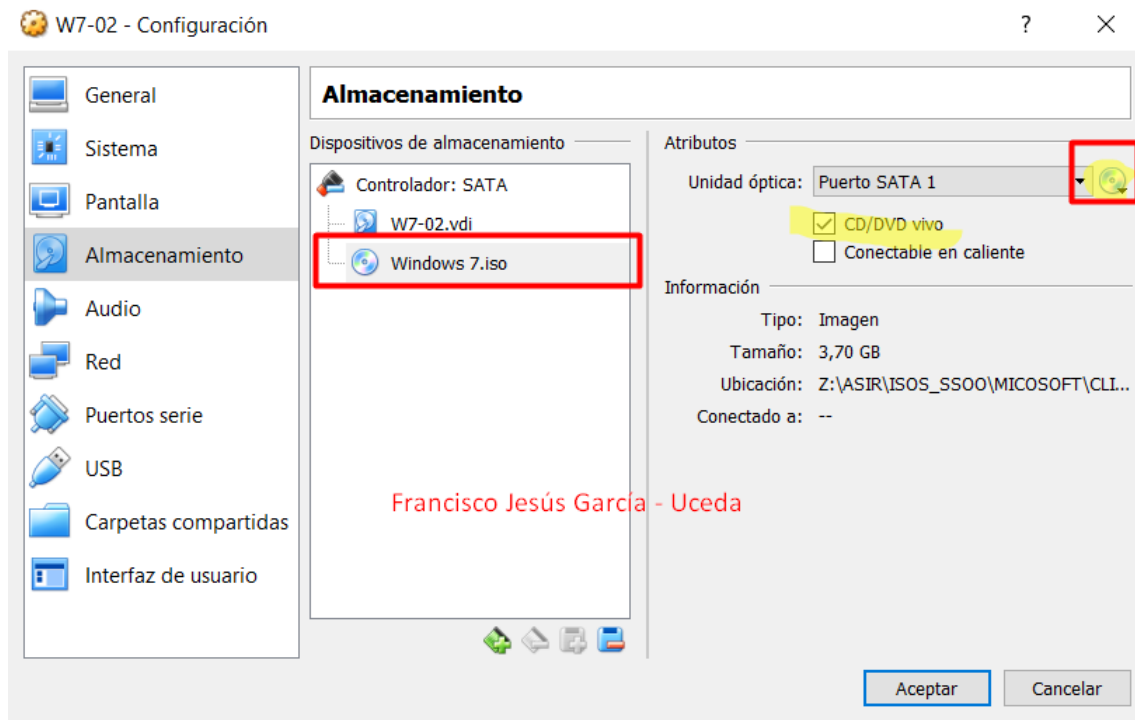 W7-02 - Configuración
?
General
Sistema
Pantalla
Almacenamiento
Audio
Red
Puertos serie
USB
Carpetas compartidas
Interfaz de usuario
Almacenamiento
Dispositivos de almacenamiento
Controlador: SATA
W7-02.vdi
Windows 7.iso
Atributos
Unidad óptica: Puerto SATA 1
CD/DVD vivo
Conectable en caliente
Información
Tipo: Imagen
Tamaño: 3,70 GB
Ubicación: Z:\ASIR\ISOS_SSOO\MICOSOFT\CLI...
Conectado a: --
Francisco Jesús García - Uceda
Aceptar Cancelar